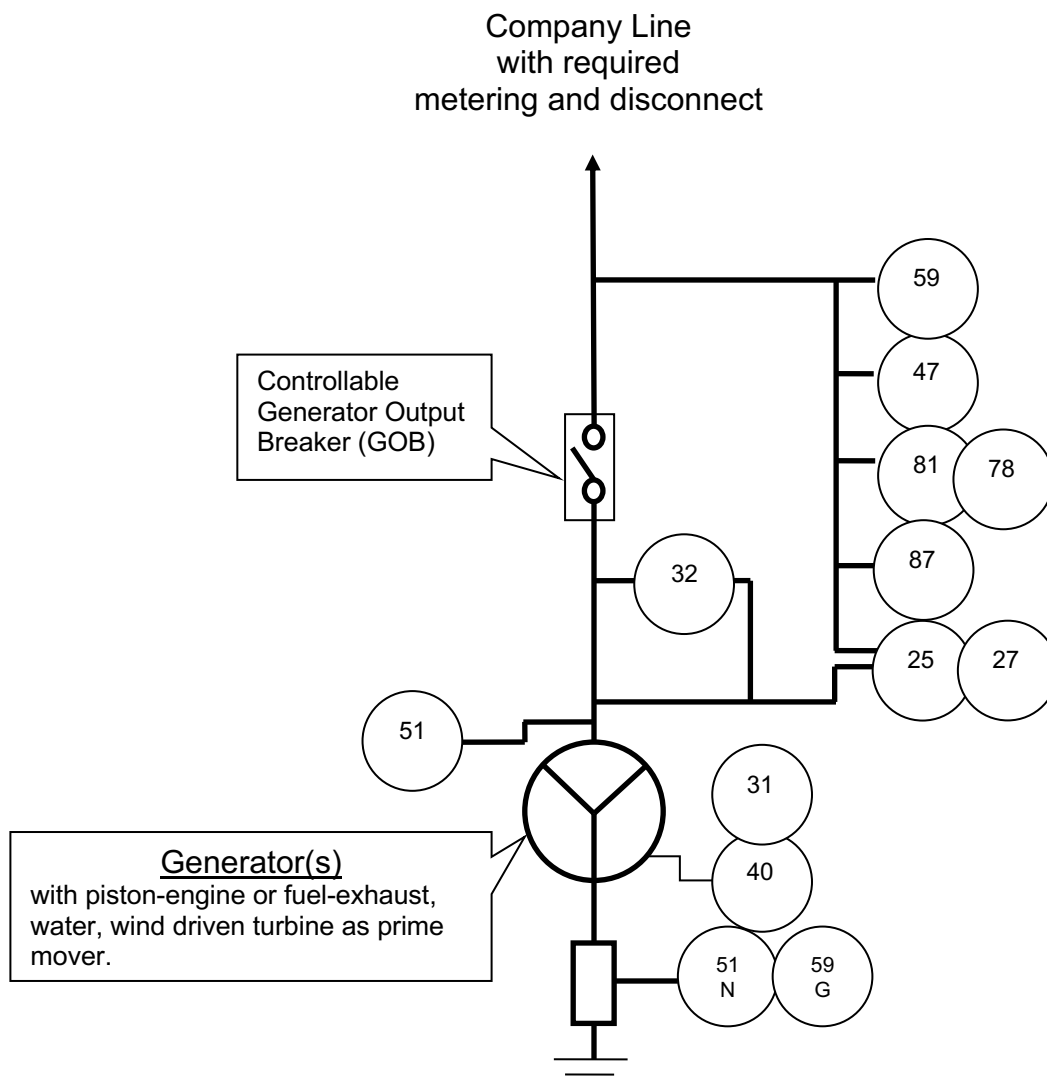 Company Line
with required
metering and disconnect
59
Controllable
Generator Output
Breaker (GOB)
47
81
78
87
32
25
27
51
31
Generator(s)
with piston-engine or fuel-exhaust,
water, wind driven turbine as prime
mover.
40
51
N
59
G